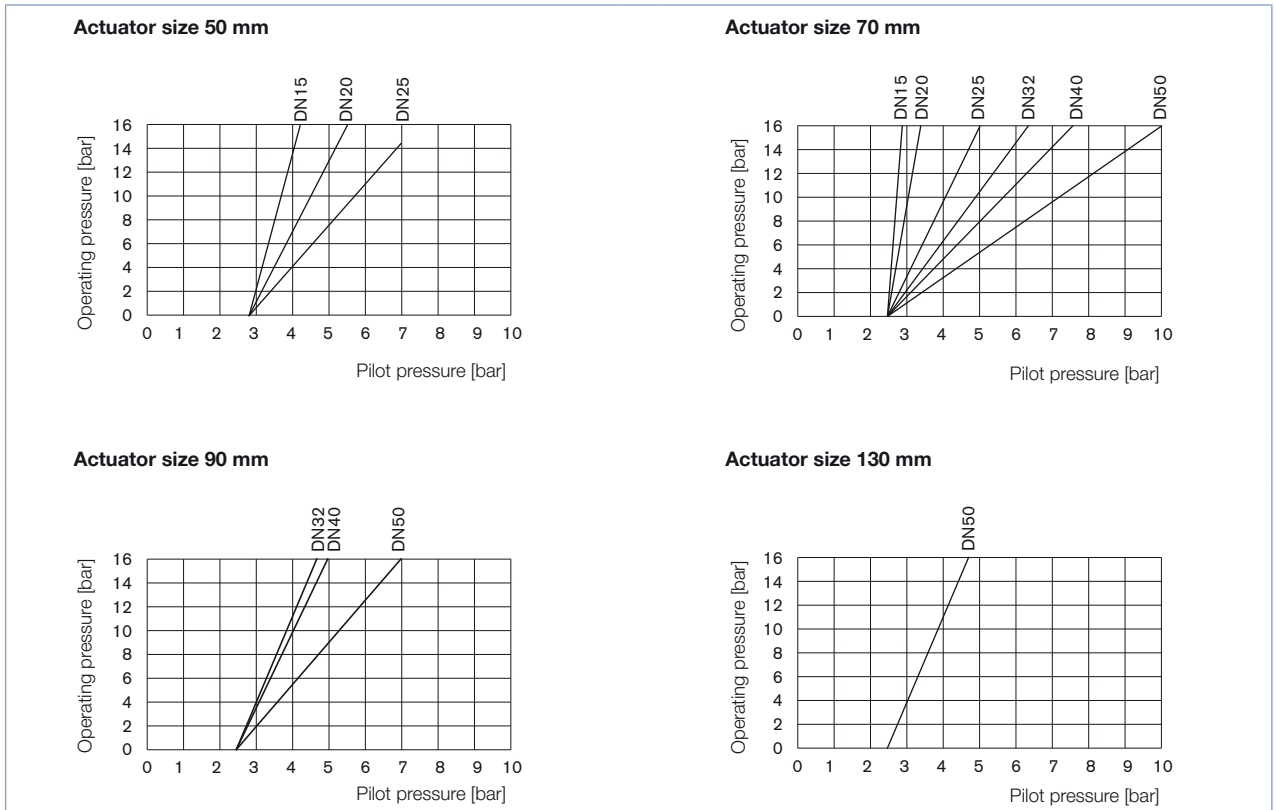 Actuator size 50 mm
DN15
DN20
DN25
Operating pressure [bar]
16
14
12
10
8
6
4
2
0
0 1 2 3 4 5 6 7 8 9 10
Pilot pressure [bar]
Actuator size 70 mm
DN15
DN20
DN25
DN32
DN40
DN50
Operating pressure [bar]
16
14
12
10
8
6
4
2
0
0 1 2 3 4 5 6 7 8 9 10
Pilot pressure [bar]
Actuator size 90 mm
DN32
DN40
DN50
Operating pressure [bar]
16
14
12
10
8
6
4
2
0
0 1 2 3 4 5 6 7 8 9 10
Pilot pressure [bar]
Actuator size 130 mm
DN50
Operating pressure [bar]
16
14
12
10
8
6
4
2
0
0 1 2 3 4 5 6 7 8 9 10
Pilot pressure [bar]